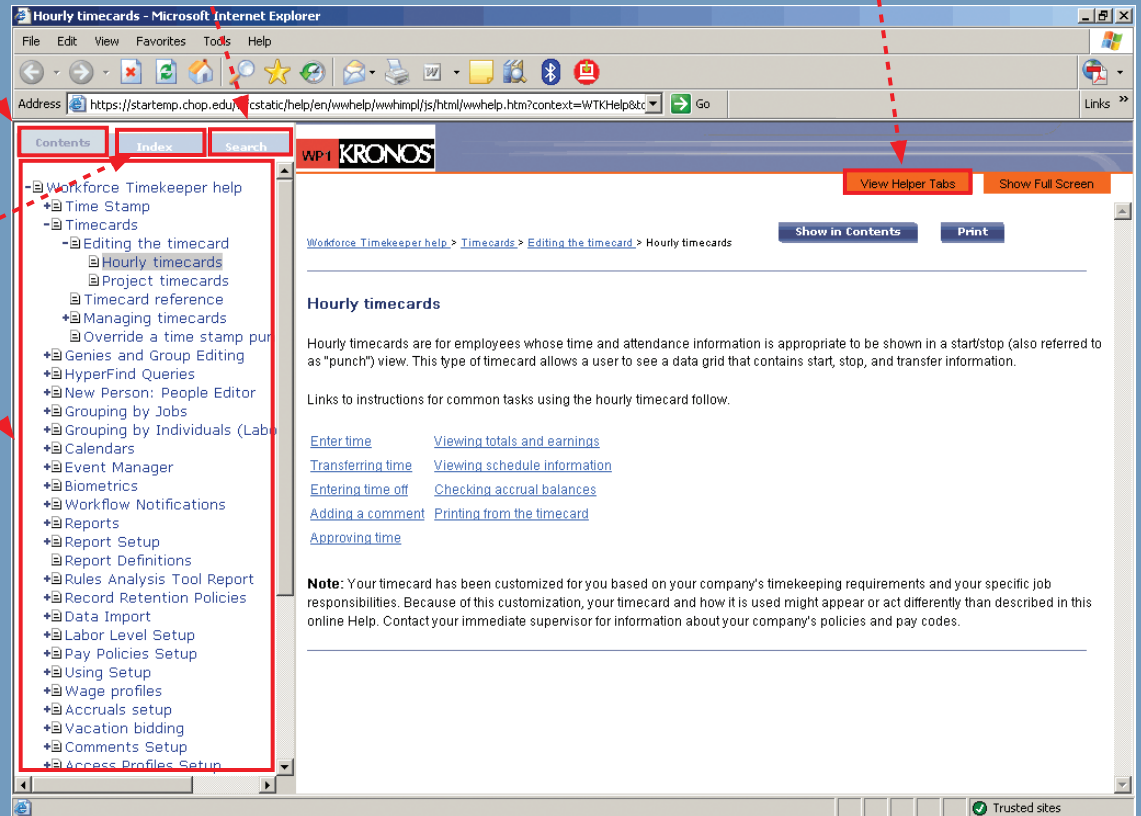 Hourly timecards - Microsoft Internet Explorer
File Edit View Favorites Tools Help
Address https://startemp.chop.edu/ cstatic/help/en/wwhelp/wwhimpl/js/html/wwhelp.htm?context=WTKHelp&tc Go Links »
Contents Index Search
WP1 KRONOS
View Helper Tabs Show Full Screen
Workforce Timekeeper help
Time Stamp
Timecards
Editing the timecard
Hourly timecards
Project timecards
Timecard reference
Managing timecards
Override a time stamp pun
Genies and Group Editing
HyperFind Queries
New Person: People Editor
Grouping by Jobs
Grouping by Individuals (Labo
Calendars
Event Manager
Biometrics
Workflow Notifications
Reports
Report Setup
Report Definitions
Rules Analysis Tool Report
Record Retention Policies
Data Import
Labor Level Setup
Pay Policies Setup
Using Setup
Wage profiles
Accruals setup
Vacation bidding
Comments Setup
Access Profiles Setup
Workforce Timekeeper help > Timecards > Editing the timecard > Hourly timecards
Show in Contents Print
Hourly timecards
Hourly timecards are for employees whose time and attendance information is appropriate to be shown in a start/stop (also referred to
as "punch") view. This type of timecard allows a user to see a data grid that contains start, stop, and transfer information.
Links to instructions for common tasks using the hourly timecard follow.
Enter time Viewing totals and earnings
Transferring time Viewing schedule information
Entering time off Checking accrual balances
Adding a comment Printing from the timecard
Approving time
Note: Your timecard has been customized for you based on your company's timekeeping requirements and your specific job
responsibilities. Because of this customization, your timecard and how it is used might appear or act differently than described in this
online Help. Contact your immediate supervisor for information about your company's policies and pay codes.
Trusted sites